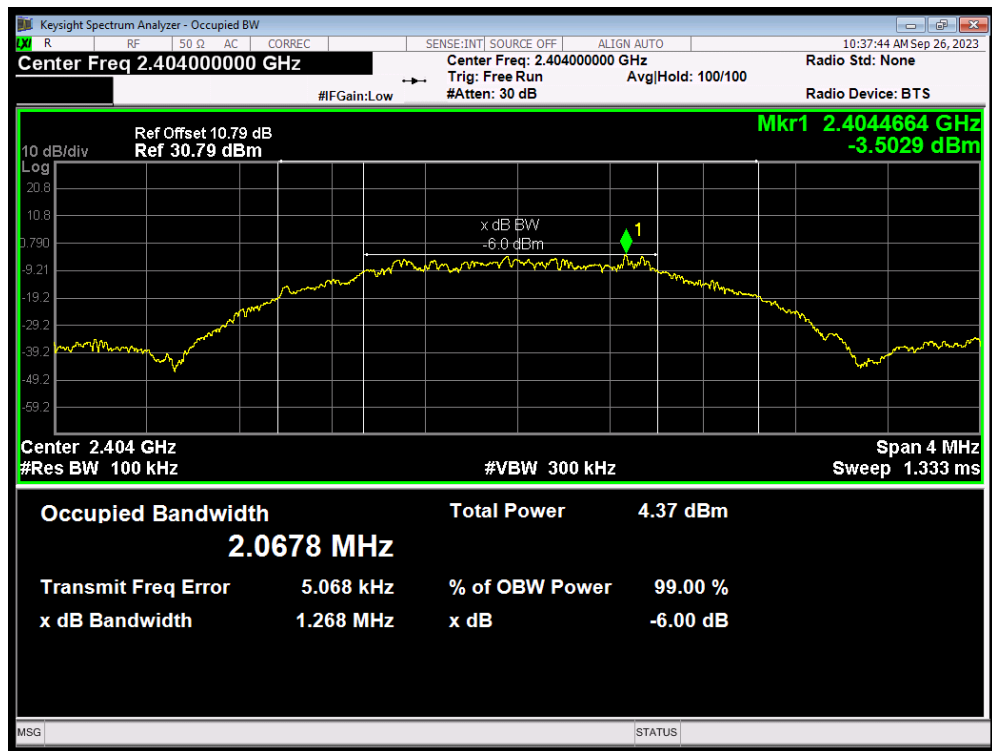 Keysight Spectrum Analyzer - Occupied BW
LXI R RF 50 Ω AC CORREC SENSE:INT SOURCE OFF ALIGN AUTO 10:37:44 AM Sep 26, 2023
Center Freq 2.404000000 GHz Center Freq: 2.404000000 GHz Radio Std: None
Trig: Free Run Avg|Hold: 100/100
#IFGain:Low #Atten: 30 dB Radio Device: BTS
Mkr1 2.4044664 GHz
Ref Offset 10.79 dB -3.5029 dBm
10 dB/div Ref 30.79 dBm
Log
20.8
10.8
x dB BW 1
0.790 -6.0 dBm
-9.21
-19.2
-29.2
-39.2
-49.2
-59.2
Center 2.404 GHz Span 4 MHz
#Res BW 100 kHz #VBW 300 kHz Sweep 1.333 ms
Occupied Bandwidth Total Power 4.37 dBm
2.0678 MHz
Transmit Freq Error 5.068 kHz % of OBW Power 99.00 %
x dB Bandwidth 1.268 MHz x dB -6.00 dB
MSG STATUS